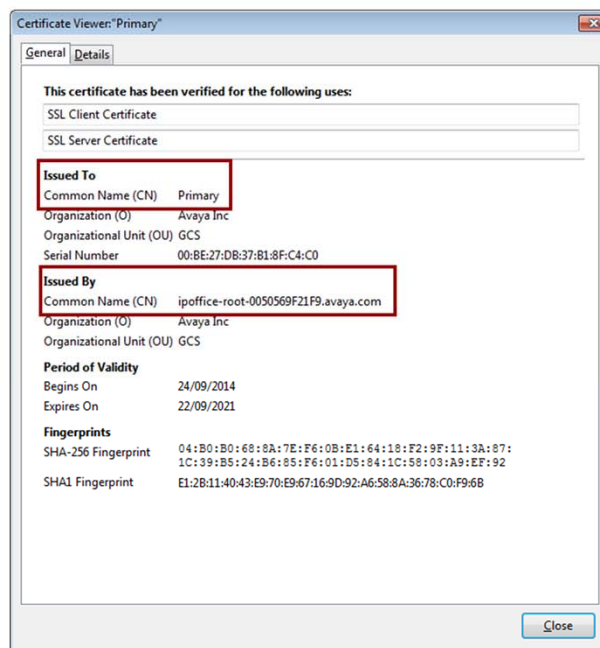 Certificate Viewer:"Primary"
General Details
This certificate has been verified for the following uses:
SSL Client Certificate
SSL Server Certificate
Issued To
Common Name (CN) Primary
Organization (O) Avaya Inc
Organizational Unit (OU) GCS
Serial Number 00:BE:27:DB:37:B1:8F:C4:C0
Issued By
Common Name (CN) ipoffice-root-0050569F21F9.avaya.com
Organization (O) Avaya Inc
Organizational Unit (OU) GCS
Period of Validity
Begins On 24/09/2014
Expires On 22/09/2021
Fingerprints
SHA-256 Fingerprint 04:B0:B0:68:8A:7E:F6:0B:E1:64:18:F2:9F:11:3A:87:
1C:39:B5:24:B6:85:F6:01:D5:84:1C:58:03:A9:EF:92
SHA1 Fingerprint E1:2B:11:40:43:E9:70:E9:67:16:9D:92:A6:58:8A:36:78:C0:F9:6B
Close